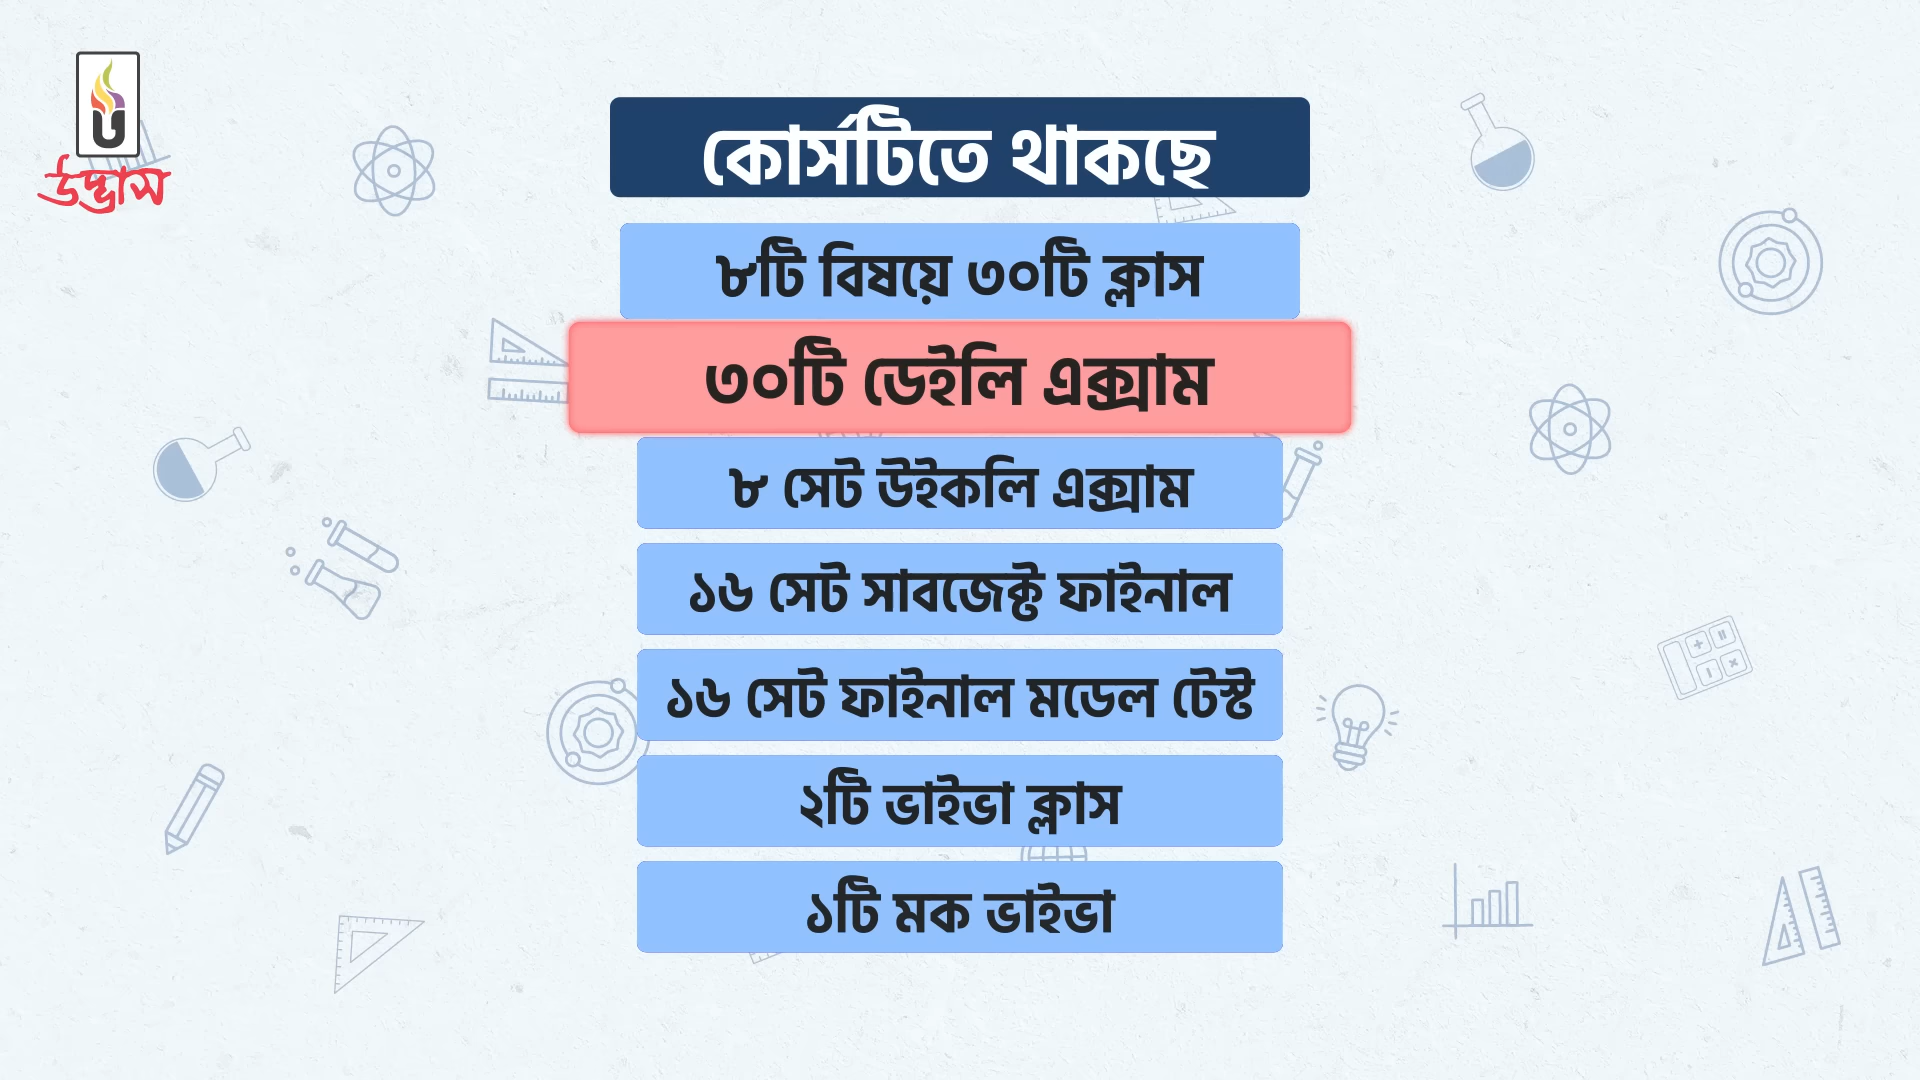 উদ্ভাস
কোর্সটিতে থাকছে
৮টি বিষয়ে ৩০টি ক্লাস
৩০টি ডেইলি এক্সাম
৮ সেট উইকলি এক্সাম
১৬ সেট সাবজেক্ট ফাইনাল
১৬ সেট ফাইনাল মডেল টেস্ট
২টি ভাইভা ক্লাস
১টি মক ভাইভা